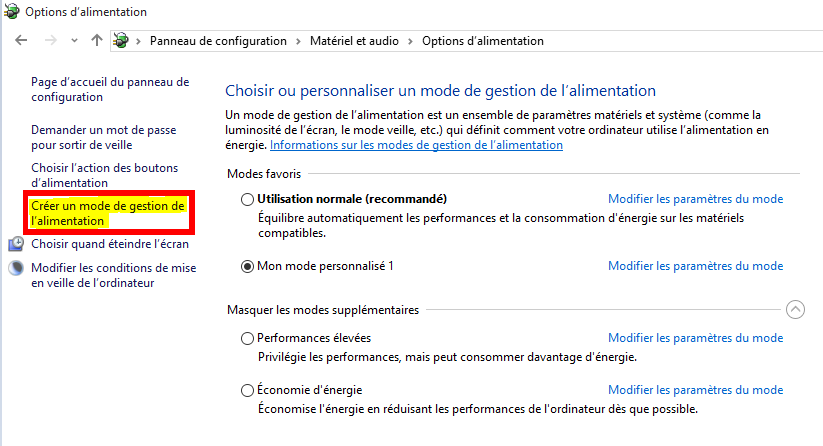 Options d'alimentation
Panneau de configuration > Matériel et audio > Options d'alimentation
Page d'accueil du panneau de
configuration
Demander un mot de passe
pour sortir de veille
Choisir l'action des boutons
d'alimentation
Créer un mode de gestion de
l'alimentation
Choisir quand éteindre l'écran
Modifier les conditions de mise
en veille de l'ordinateur
Choisir ou personnaliser un mode de gestion de l'alimentation
Un mode de gestion de l'alimentation est un ensemble de paramètres matériels et système (comme la
luminosité de l'écran, le mode veille, etc.) qui définit comment votre ordinateur utilise l'alimentation en
énergie. Informations sur les modes de gestion de l'alimentation
Modes favoris
Utilisation normale (recommandé) Modifier les paramètres du mode
Équilibre automatiquement les performances et la consommation d'énergie sur les matériels
compatibles.
Mon mode personnalisé 1 Modifier les paramètres du mode
Masquer les modes supplémentaires
Performances élevées Modifier les paramètres du mode
Privilégie les performances, mais peut consommer davantage d'énergie.
Économie d'énergie Modifier les paramètres du mode
Économise l'énergie en réduisant les performances de l'ordinateur dès que possible.